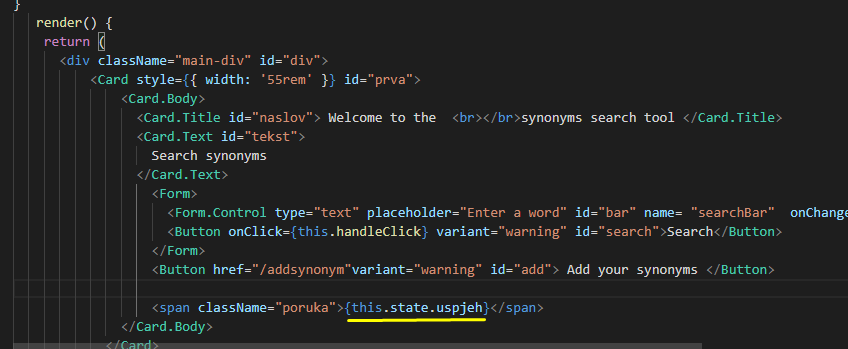 }
render() {
return (
<div className="main-div" id="div">
<Card style={{ width: '55rem' }} id="prva">
<Card.Body>
<Card.Title id="naslov"> Welcome to the  <br></br>synonyms search tool </Card.Title>
<Card.Text id="tekst">
Search synonyms
</Card.Text>
<Form>
<Form.Control type="text" placeholder="Enter a word" id="bar" name= "searchBar"  onChange
<Button onClick={this.handleClick} variant="warning" id="search">Search</Button>
</Form>
<Button href="/addsynonym"variant="warning" id="add"> Add your synonyms </Button>
<span className="poruka">{this.state.uspjeh}</span>
</Card.Body>
</Card>